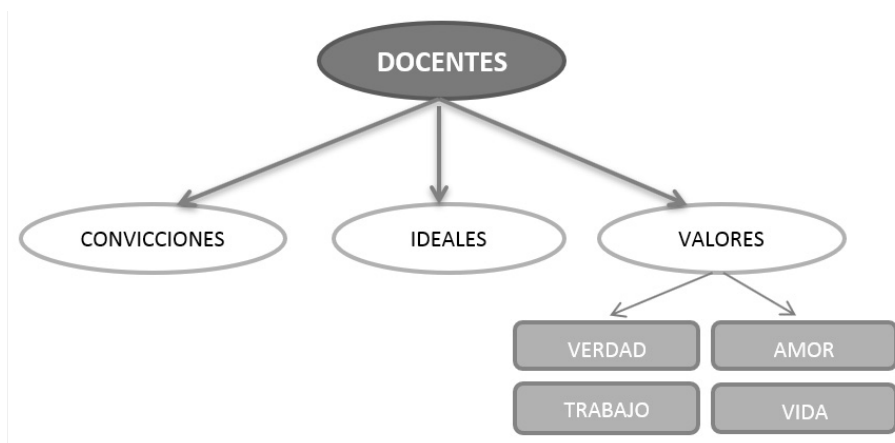 DOCENTES
CONVICCIONES
IDEALES
VALORES
VERDAD
AMOR
TRABAJO
VIDA